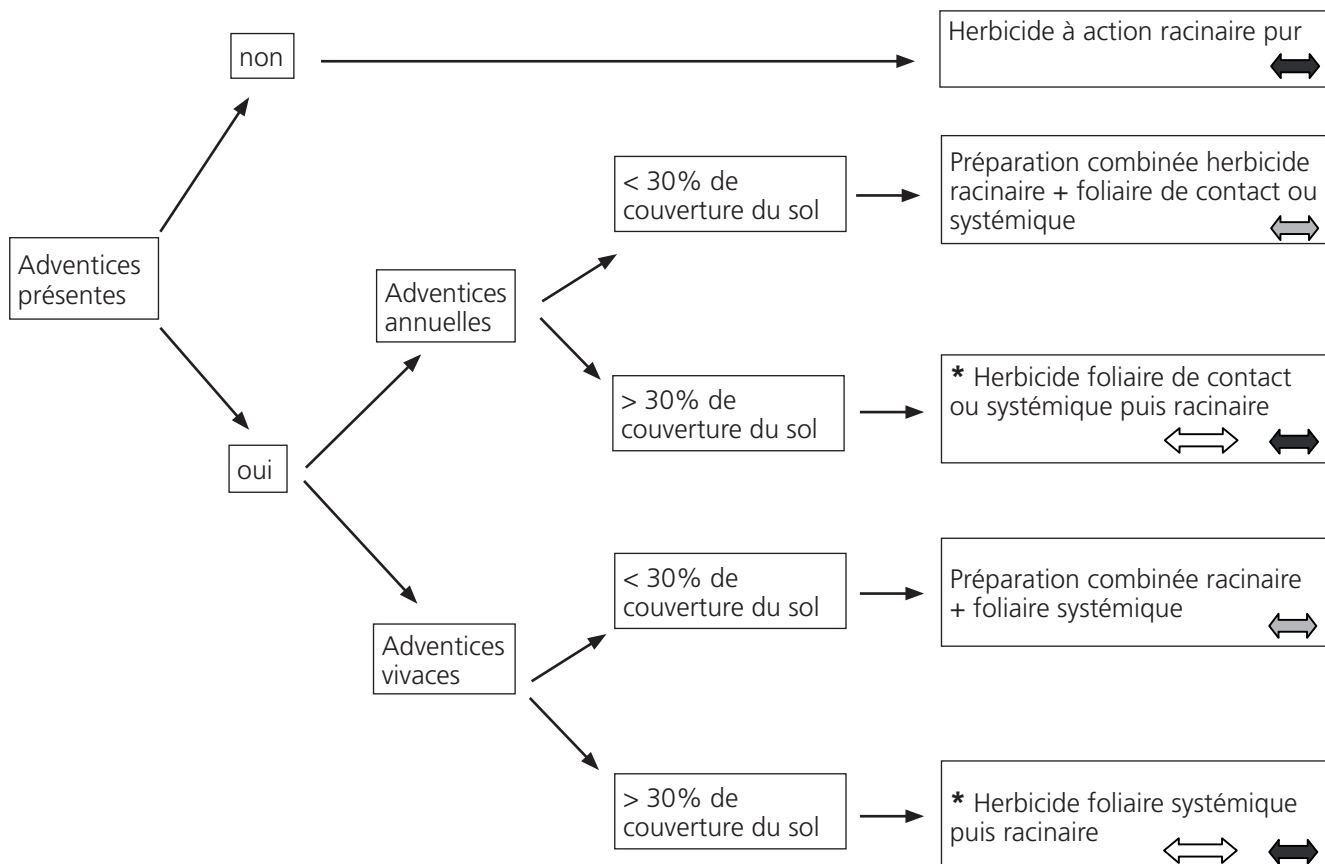 non
Herbicide à action racinaire pur
Adventices
présentes
< 30% de
couverture du sol
Préparation combinée herbicide
racinaire + foliaire de contact ou
systémique
Adventices
annuelles
> 30% de
couverture du sol
* Herbicide foliaire de contact
ou systémique puis racinaire
oui
< 30% de
couverture du sol
Préparation combinée racinaire
+ foliaire systémique
Adventices
vivaces
> 30% de
couverture du sol
* Herbicide foliaire systémique
puis racinaire